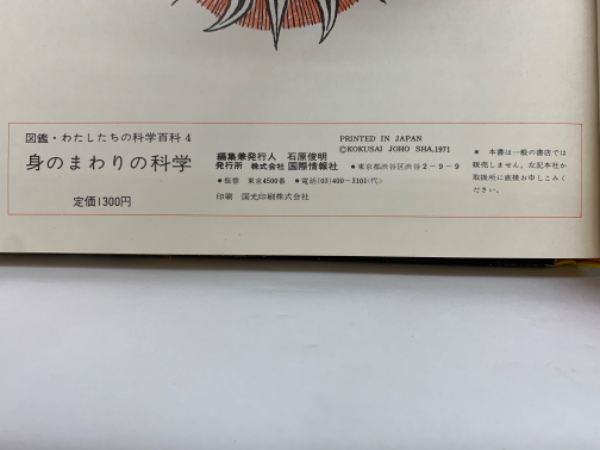 図鑑・わたしたちの科学百科4
身のまわりの科学
定価1300円
編集兼発行人 石原俊明
発行所 株式会社 国際情報社 ●東京都渋谷区渋谷2－9－9
●振替 東京4500番 ●電話(03)400－3101(代)
印刷 国光印刷株式会社
PRINTED IN JAPAN
©KOKUSAI JOHO SHA,1971
＊ 本書は一般の書店では
販売しません。左記本社か
取扱所に直接お申しこみく
ださい。